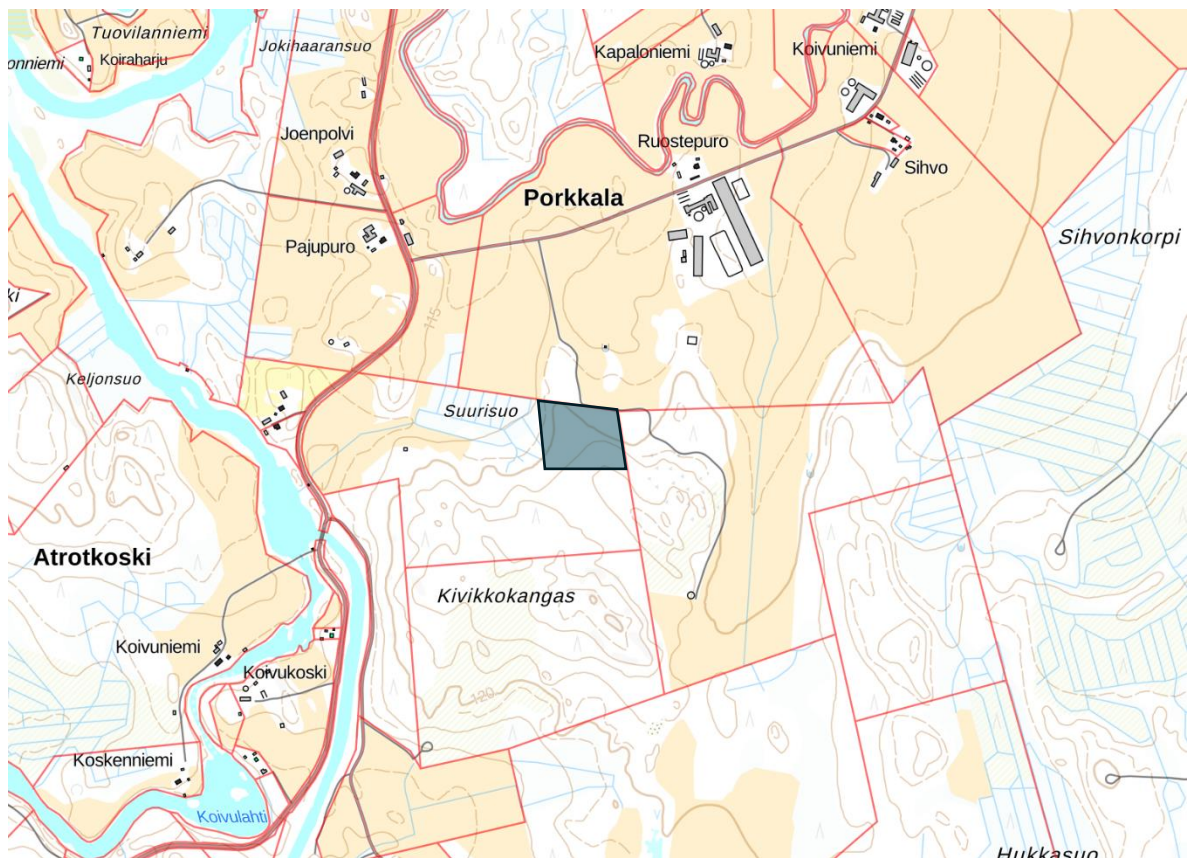 Tuovilanniemi
Koiraharju
onniemi
Jokihaaransuo
Kapaloniemi
Koivuniemi
Joenpolvi
Ruostepuro
Sihvo
Porkkala
Pajupuro
Sihvonkorpi
ki
115
Keljonsuo
Suurisuo
Atrotkoski
Kivikkokangas
Koivuniemi
Koivukoski
120
Koskenniemi
Koivulahti
Hukkasuo